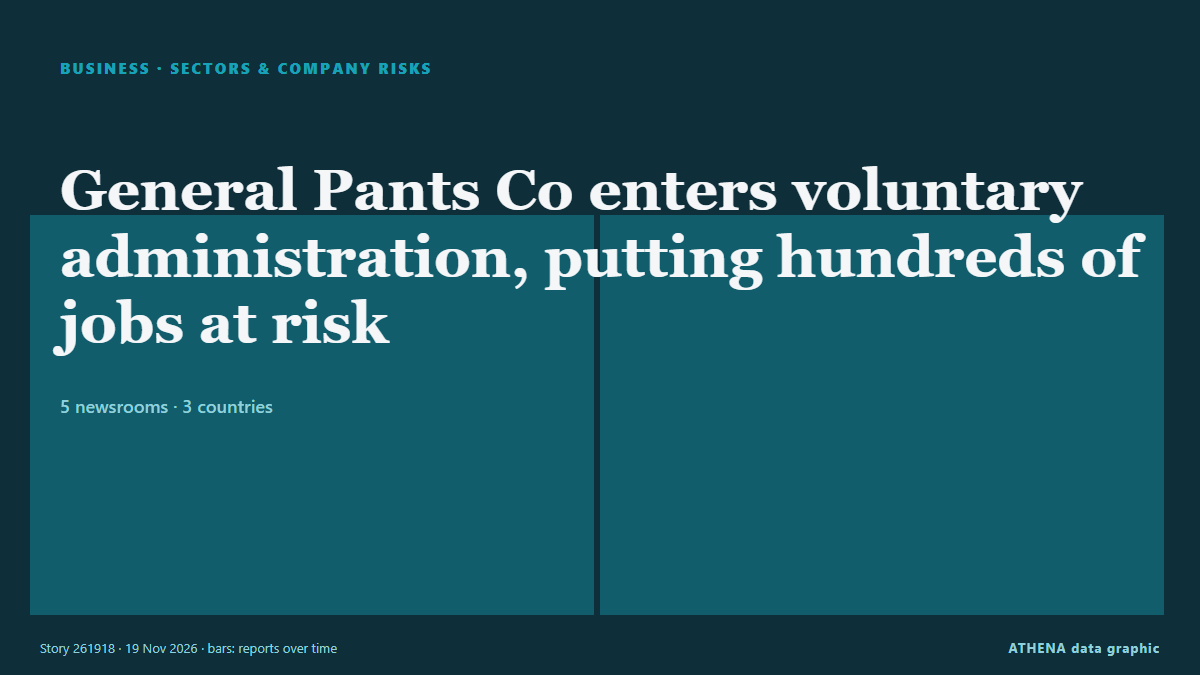 BUSINESS · SECTORS & COMPANY RISKS
General Pants Co enters voluntary
administration, putting hundreds of
jobs at risk
5 newsrooms · 3 countries
Story 261918 · 19 Nov 2026 · bars: reports over time
ATHENA data graphic